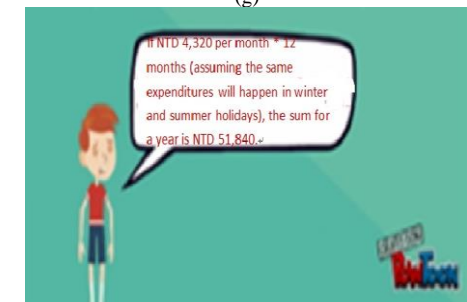 (g)
If NTD 4,320 per month * 12
months (assuming the same
expenditures will happen in winter
and summer holidays), the sum for
a year is NTD 51,840.↵
PowToon